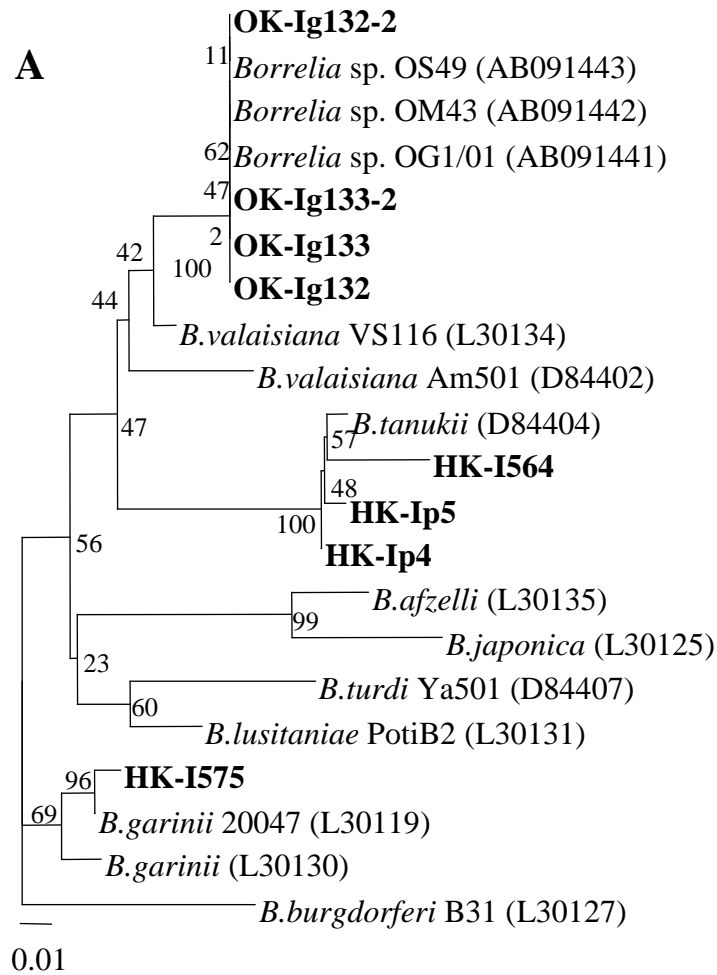 OK-Ig132-2
A
11
Borrelia sp. OS49 (AB091443)
Borrelia sp. OM43 (AB091442)
62
Borrelia sp. OG1/01 (AB091441)
47
OK-Ig133-2
2
OK-Ig133
42
100
OK-Ig132
44
B.valaisiana VS116 (L30134)
B.valaisiana Am501 (D84402)
47
B.tanukii (D84404)
57
HK-I564
48
HK-Ip5
100
56
HK-Ip4
B.afzelli (L30135)
99
B.japonica (L30125)
23
B.turdi Ya501 (D84407)
60
B.lusitaniae PotiB2 (L30131)
96
HK-I575
69
B.garinii 20047 (L30119)
B.garinii (L30130)
B.burgdorferi B31 (L30127)
0.01